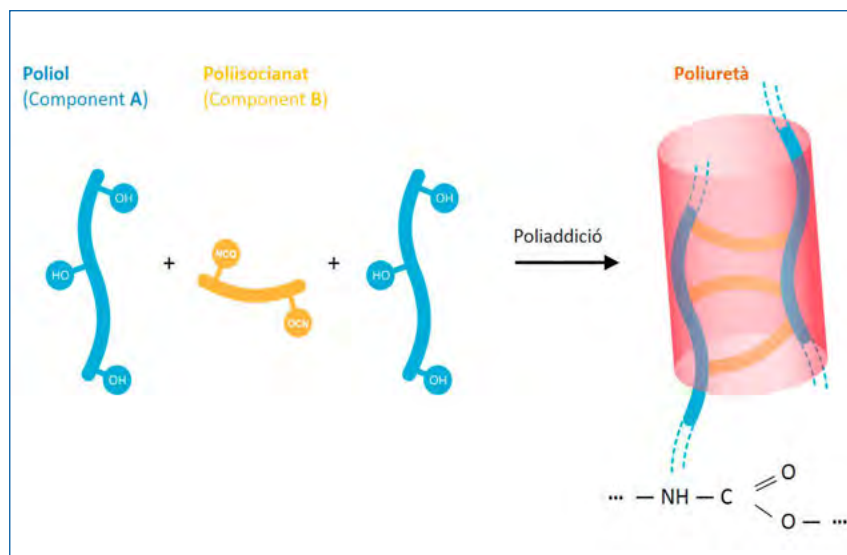 Poliol
(Component A)
Poliisocianat
(Component B)
Poliuretà
OH
HO
OH
+
NCO
OCN
+
OH
HO
OH
Poliaddició
O
... — NH — C
O — ...